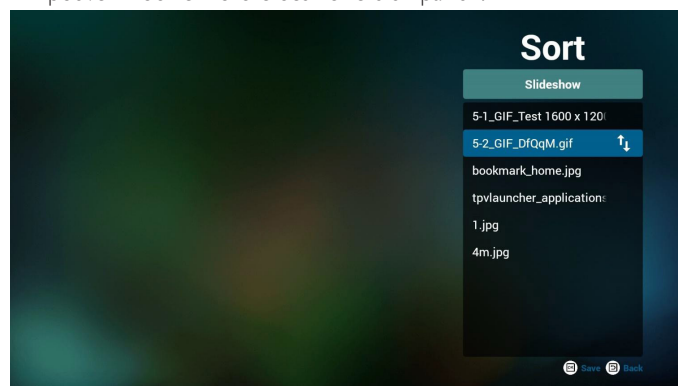 Sort
Slideshow
5-1_GIF_Test 1600 x 120
5-2_GIF_DfQqM.gif
bookmark_home.jpg
tpvlauncher_applications
1.jpg
4m.jpg
Save Back